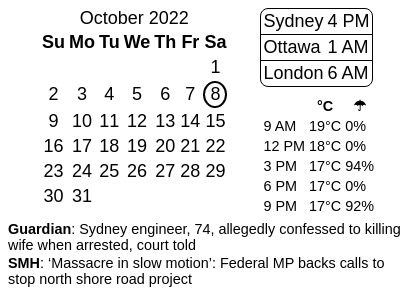 October 2022
Su Mo Tu We Th Fr Sa
1
2 3 4 5 6 7 8
9 10 11 12 13 14 15
16 17 18 19 20 21 22
23 24 25 26 27 28 29
30 31
Sydney 4 PM
Ottawa 1 AM
London 6 AM
°C ☂
9 AM 19°C 0%
12 PM 18°C 0%
3 PM 17°C 94%
6 PM 17°C 0%
9 PM 17°C 92%
Guardian: Sydney engineer, 74, allegedly confessed to killing
wife when arrested, court told
SMH: ‘Massacre in slow motion’: Federal MP backs calls to
stop north shore road project